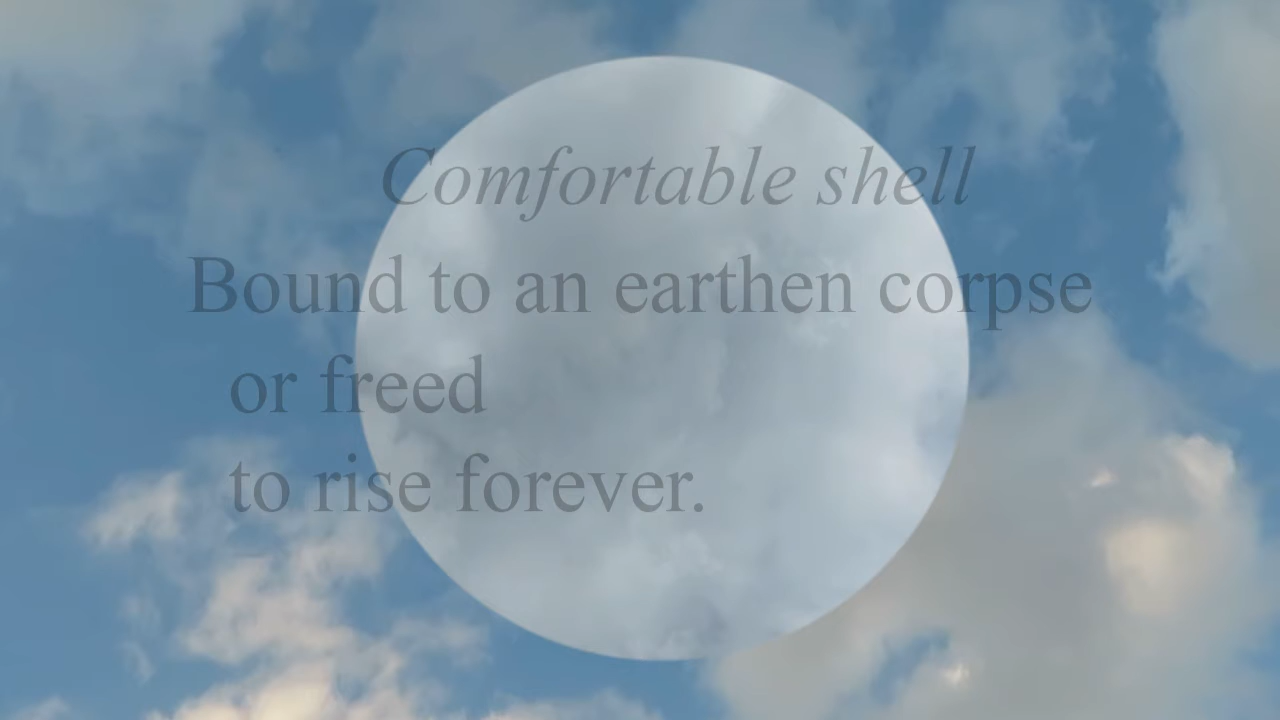 Comfortable shell
Bound to an earthen corpse
or freed
to rise forever.